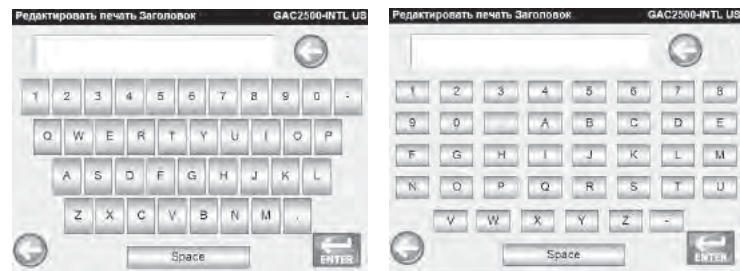 Редактировать печать Заголовок GAC2500-INTL US
1 2 3 4 5 6 7 8 9 0 -
Q W E R T Y U I O P
A S D F G H J K L
Z X C V B N M .
Space ENTER
Редактировать печать Заголовок GAC2500-INTL US
1 2 3 4 5 6 7 8
9 0 A B C D E
F G H I J K L M
N O P Q R S T U
V W X Y Z -
Space ENTER